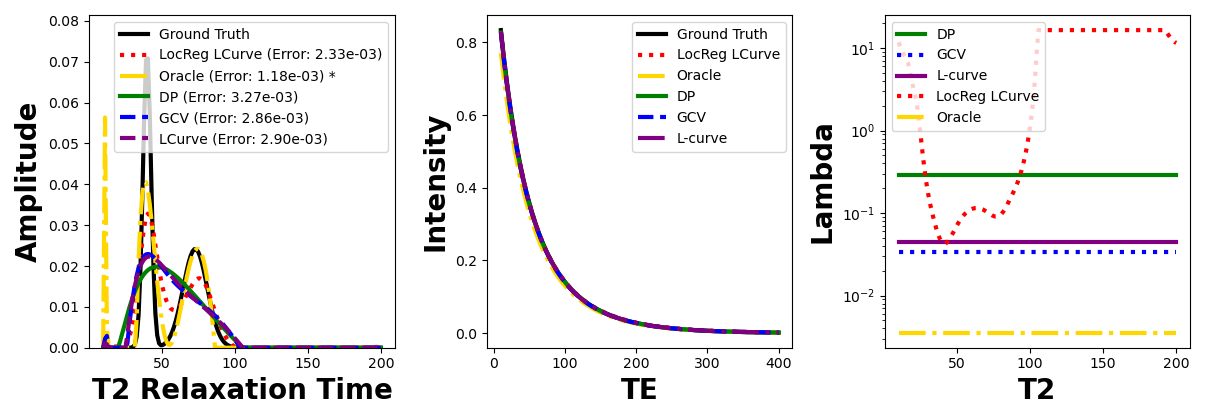 0.08
0.07
0.06
0.05
0.04
0.03
0.02
0.01
0.00
Amplitude
Ground Truth
LocReg LCurve (Error: 2.33e-03)
Oracle (Error: 1.18e-03) *
DP (Error: 3.27e-03)
GCV (Error: 2.86e-03)
LCurve (Error: 2.90e-03)
50 100 150 200
T2 Relaxation Time
0.8
0.6
0.4
0.2
0.0
Intensity
Ground Truth
LocReg LCurve
Oracle
DP
GCV
L-curve
0 100 200 300 400
TE
10¹
10⁰
10⁻¹
10⁻²
Lambda
DP
GCV
L-curve
LocReg LCurve
Oracle
50 100 150 200
T2